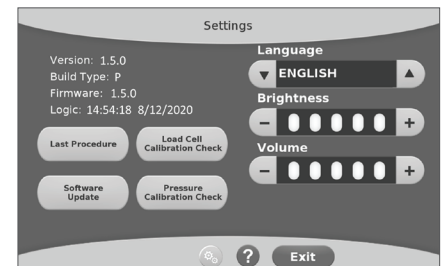 Settings
Version: 1.5.0
Build Type: P
Firmware: 1.5.0
Logic: 14:54:18 8/12/2020
Last Procedure
Load Cell
Calibration Check
Software
Update
Pressure
Calibration Check
Language
ENGLISH
Brightness
- +
Volume
- +
?
Exit